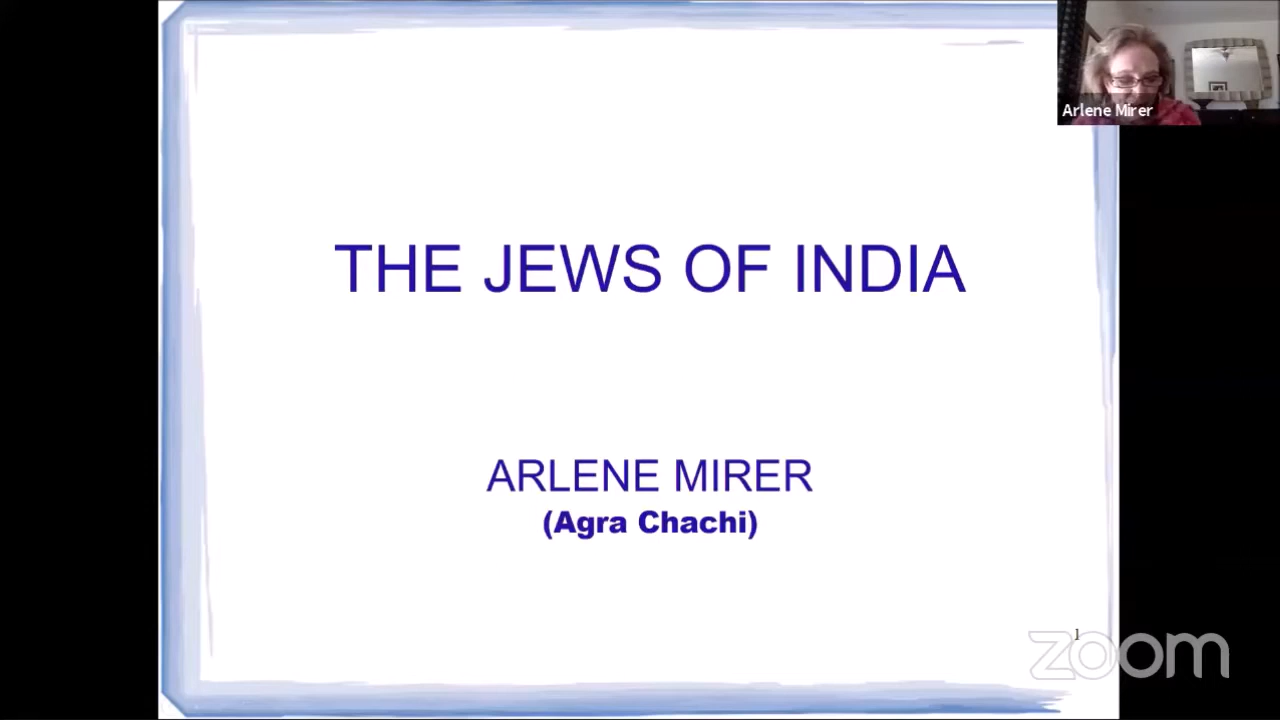 Arlene Mirer
THE JEWS OF INDIA
ARLENE MIRER
(Agra Chachi)
1
zoom